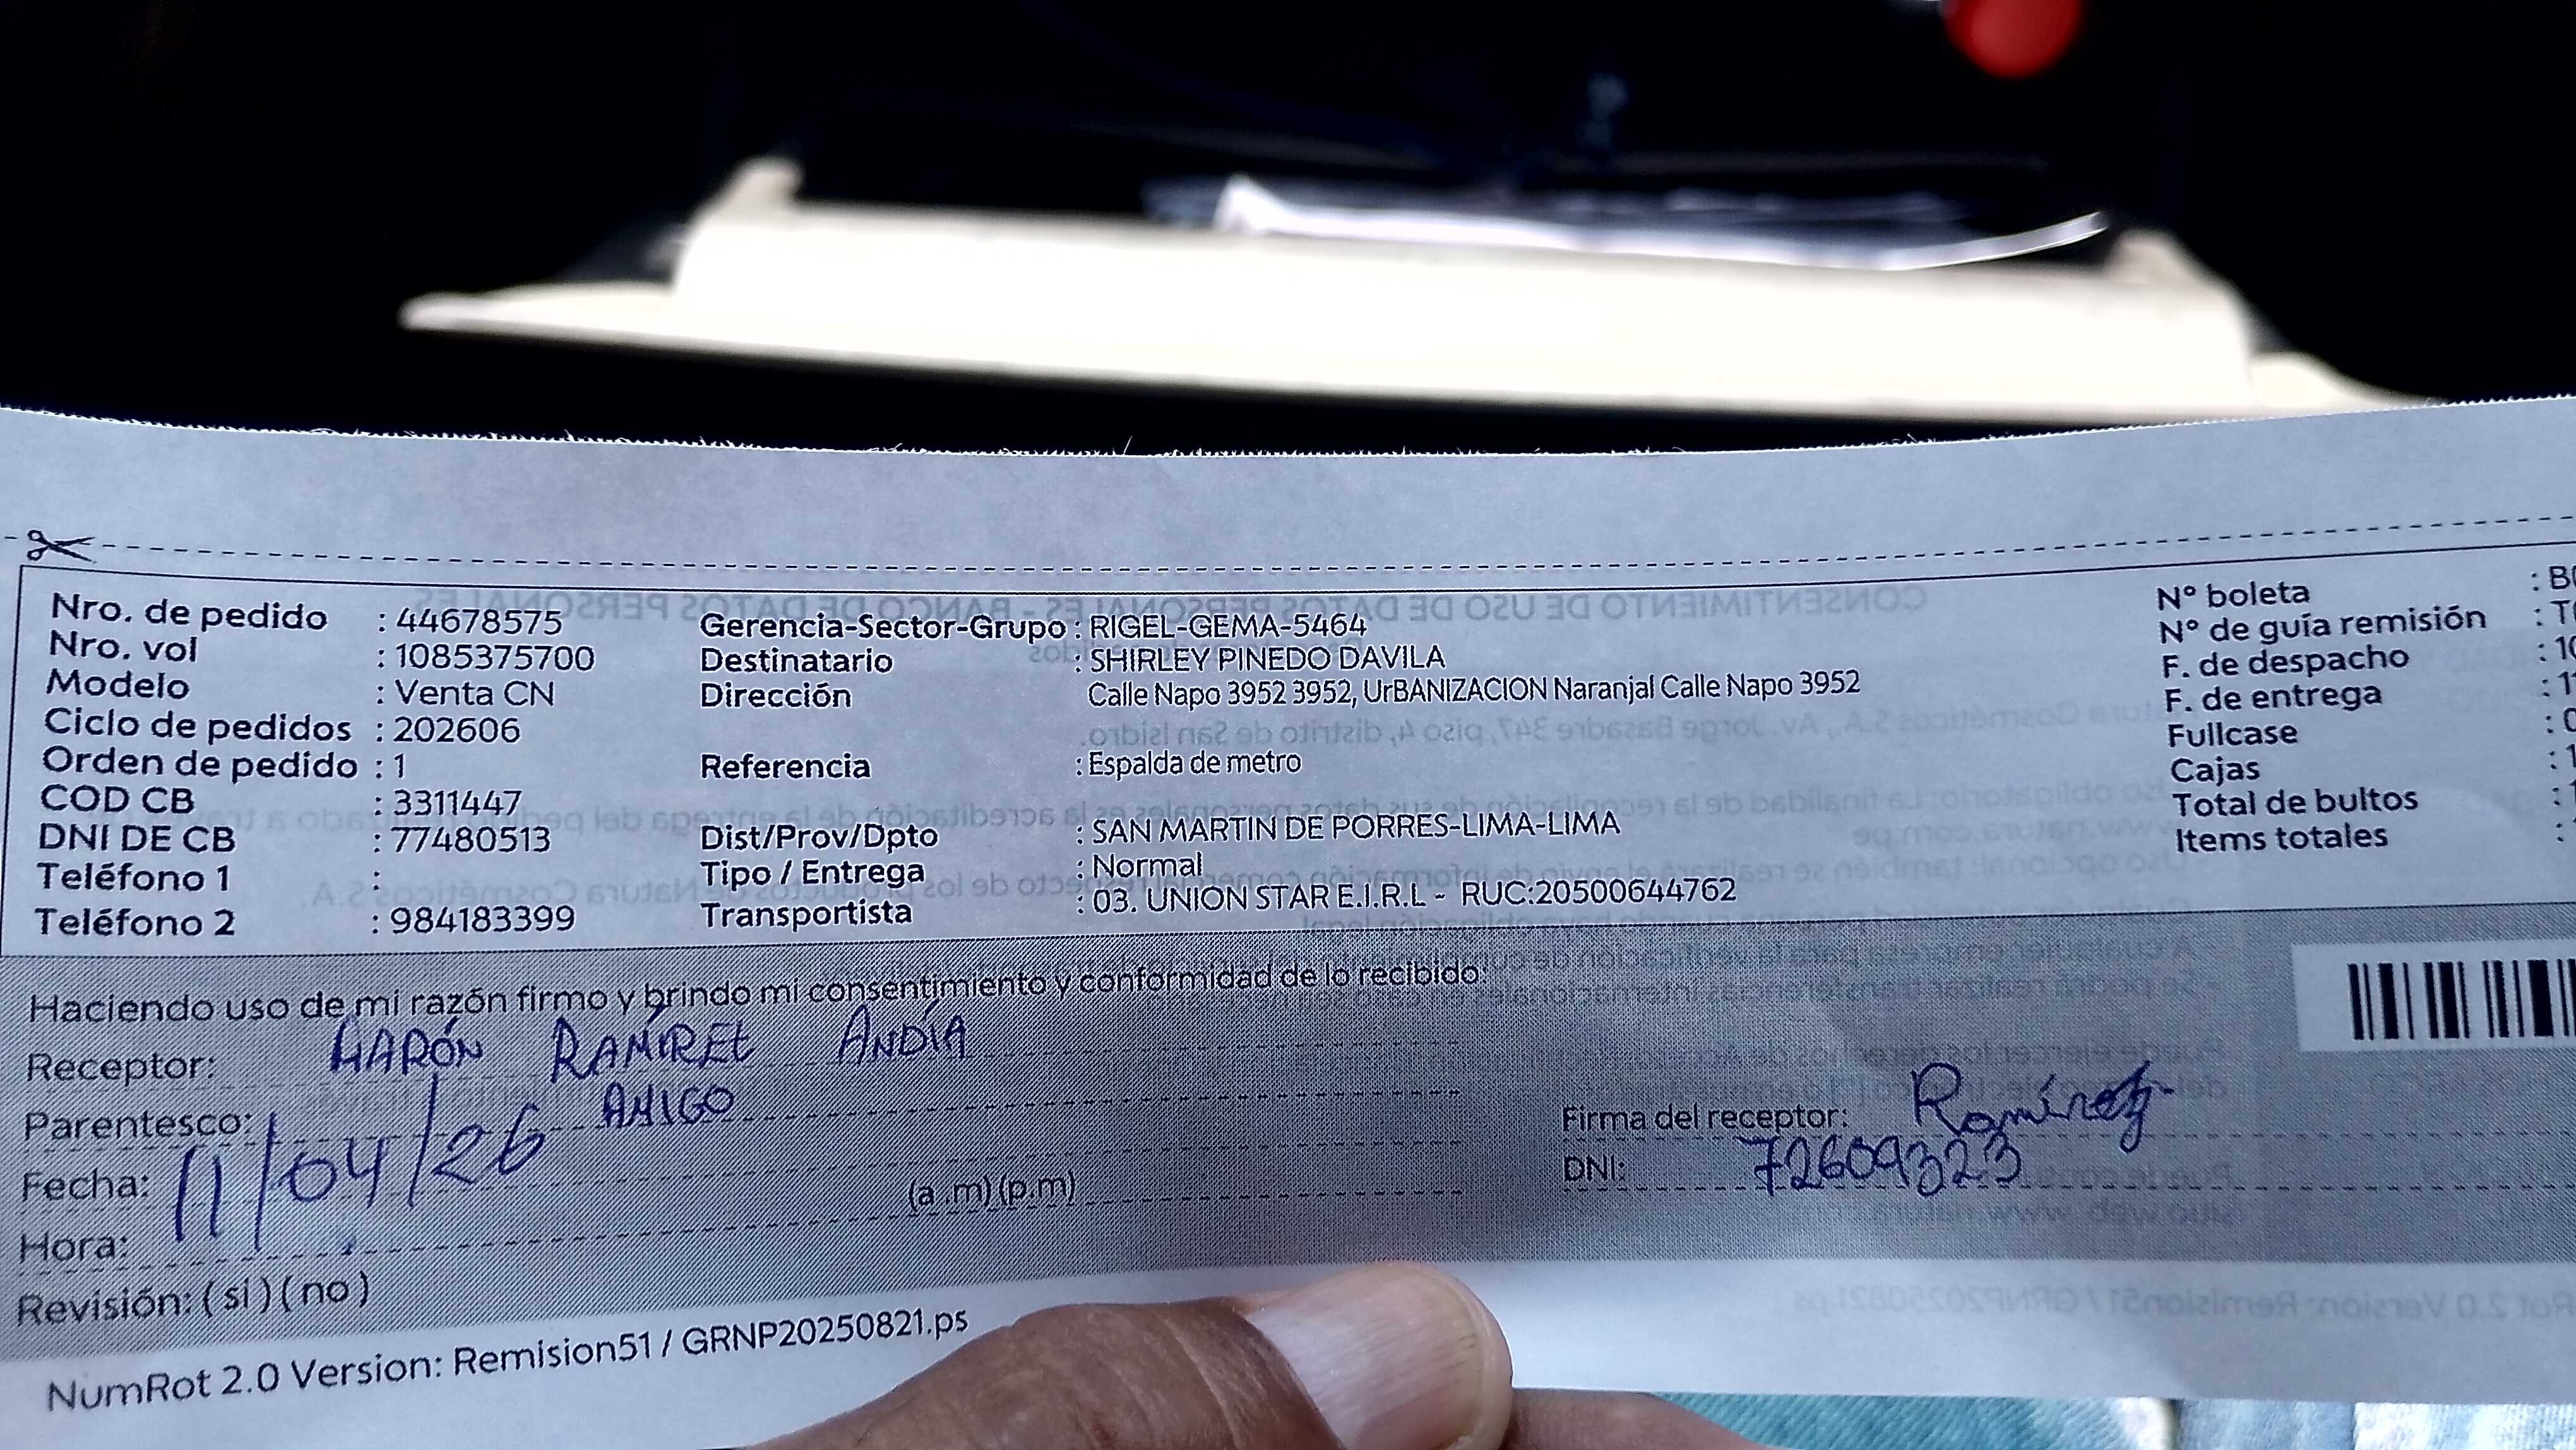 Nro. de pedido : 44678575
Nro. vol : 1085375700
Modelo : Venta CN
Ciclo de pedidos : 202606
Orden de pedido : 1
COD CB : 3311447
DNI DE CB : 77480513
Teléfono 1 :
Teléfono 2 : 984183399
Gerencia-Sector-Grupo : RIGEL-GEMA-5464
Destinatario : SHIRLEY PINEDO DAVILA
Dirección Calle Napo 3952 3952, UrBANIZACION Naranjal Calle Napo 3952
Referencia : Espalda de metro
Dist/Prov/Dpto : SAN MARTIN DE PORRES-LIMA-LIMA
Tipo / Entrega : Normal
Transportista : 03. UNION STAR E.I.R.L - RUC:20500644762
N° boleta :
N° de guía remisión :
F. de despacho :
F. de entrega :
Fullcase :
Cajas :
Total de bultos :
Items totales :
Haciendo uso de mi razón firmo y brindo mi consentimiento y conformidad de lo recibido:
Receptor: AARÓN RAMÍREZ ANDÍA
Parentesco: AMIGO
Fecha: 11/04/26
Hora: (a .m) (p.m)
Revisión: ( si ) ( no )
Firma del receptor: Ramírez
DNI: 72609323
NumRot 2.0 Version: Remision51 / GRNP20250821.ps